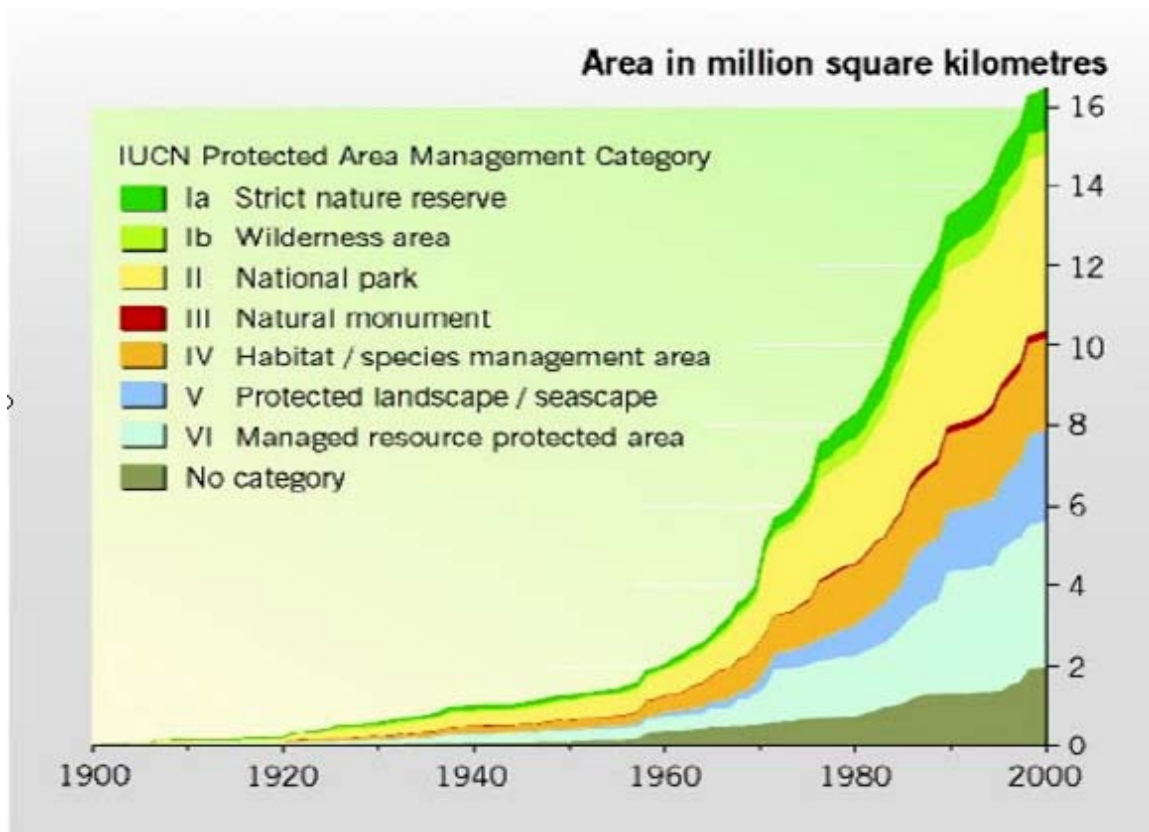 Area in million square kilometres
IUCN Protected Area Management Category
Ia Strict nature reserve
Ib Wilderness area
II National park
III Natural monument
IV Habitat / species management area
V Protected landscape / seascape
VI Managed resource protected area
No category
16
14
12
10
8
6
4
2
0
1900 1920 1940 1960 1980 2000